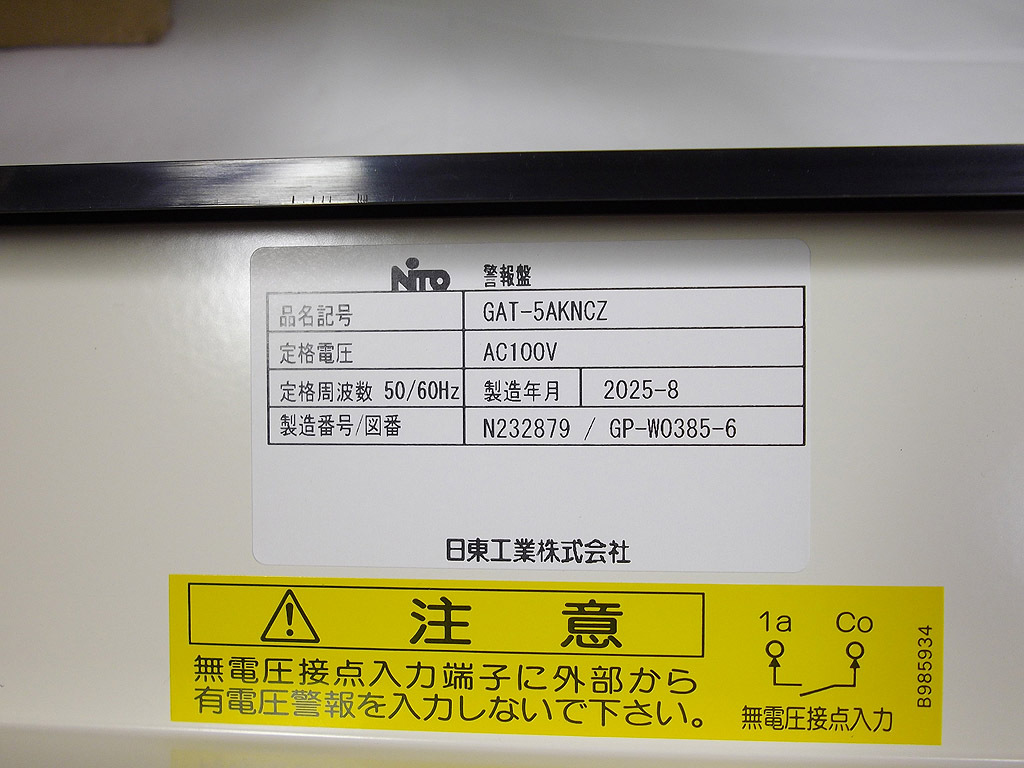 NITO 警報盤
品名記号 GAT-5AKNCZ
定格電圧 AC100V
定格周波数 50/60Hz 製造年月 2025-8
製造番号/図番 N232879 / GP-W0385-6
日東工業株式会社
注意
無電圧接点入力端子に外部から
有電圧警報を入力しないで下さい。
1a Co
無電圧接点入力
B985934